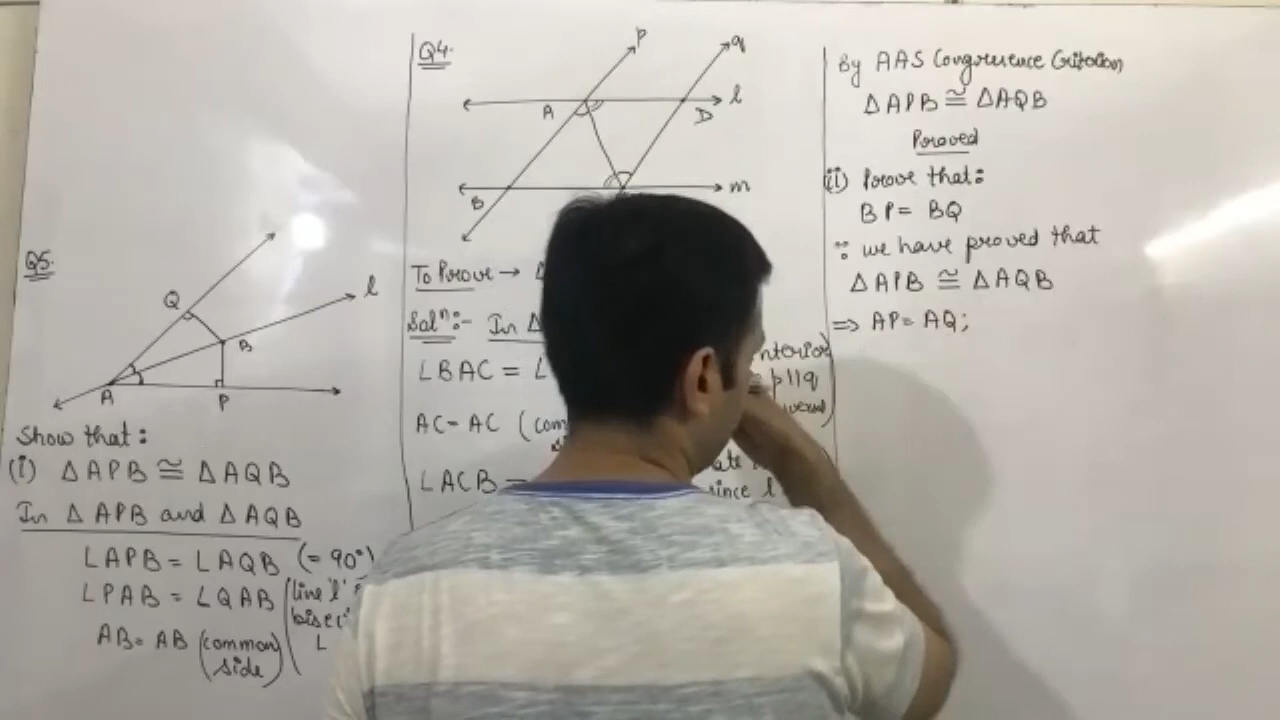 Q5.
Q
l
B
A
P
Show that:
(i) △APB ≅ △AQB
In △APB and △AQB
∠APB = ∠AQB (= 90°)
∠PAB = ∠QAB (line 'l'
AB = AB (common side)
∠
Q4.
p
q
A
D
l
B
m
To Prove →
Solⁿ:- In △
∠BAC = ∠
p||q
AC = AC
∠ACB =
since l
By AAS Congruence
△APB ≅ △AQB
Proved
(ii) Prove that:
BP = BQ
∵ we have proved that
△APB ≅ △AQB
⇒ AP = AQ;